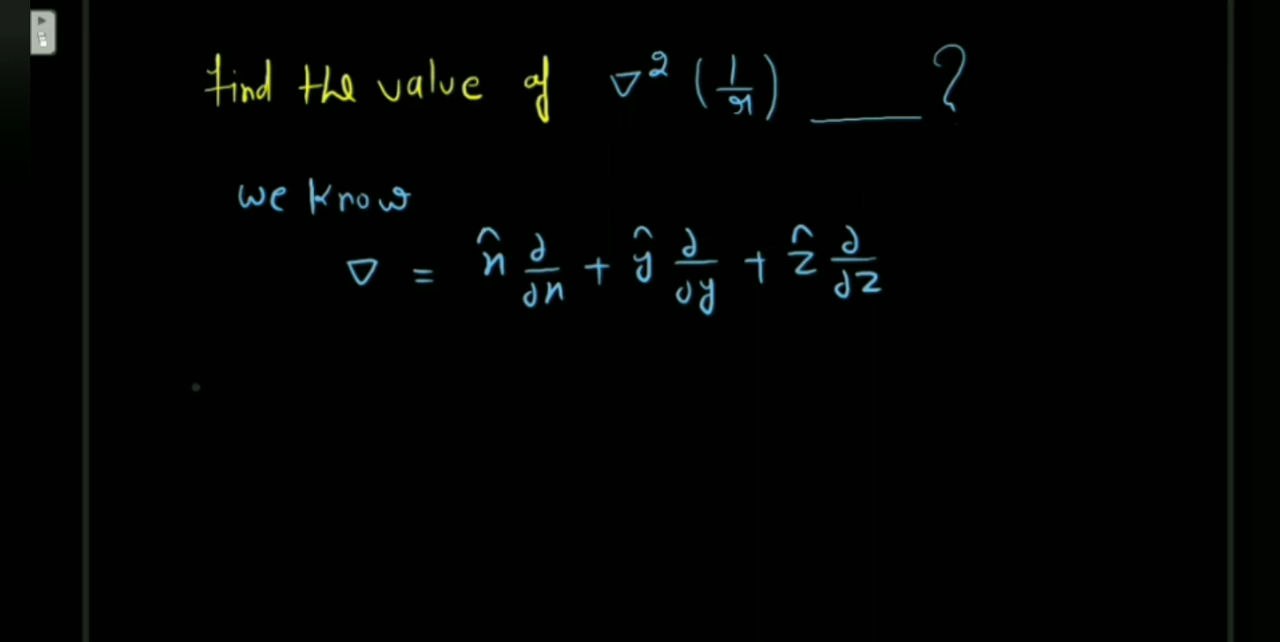 find the value of ∇² (1/r) ____ ?
we know
∇ = x̂ ∂/∂x + ŷ ∂/∂y + ẑ ∂/∂z